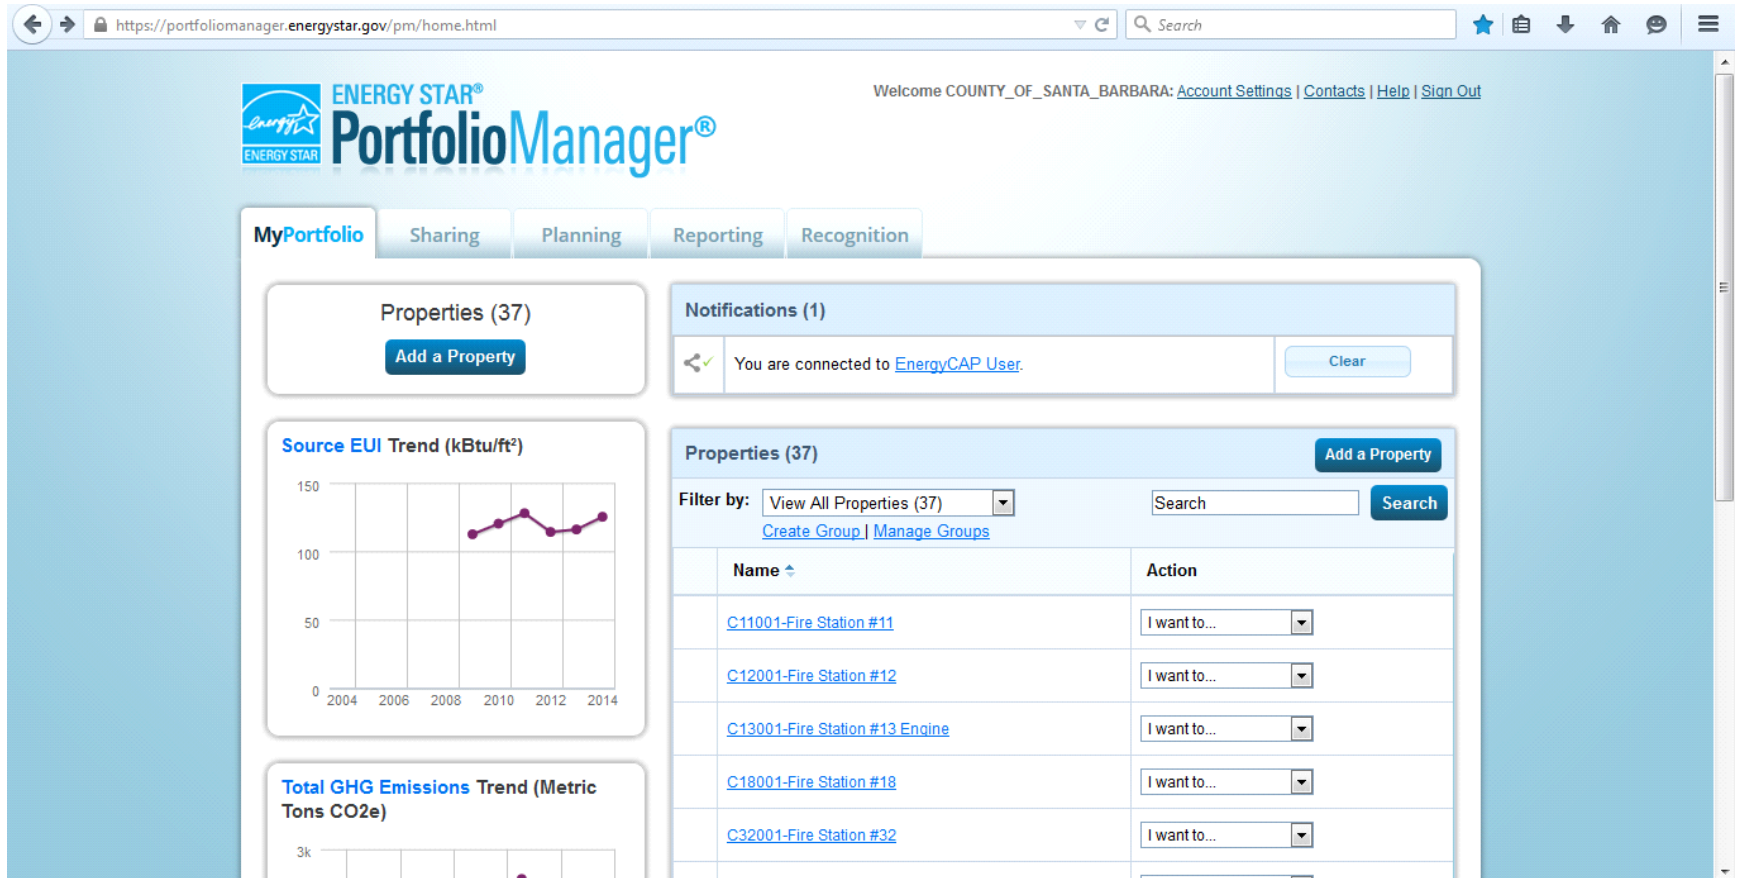 https://portfoliomanager.energystar.gov/pm/home.html
Search
Welcome COUNTY_OF_SANTA_BARBARA: Account Settings | Contacts | Help | Sign Out
energy
ENERGY STAR
ENERGY STAR®
PortfolioManager®
MyPortfolio
Sharing
Planning
Reporting
Recognition
Properties (37)
Add a Property
Notifications (1)
You are connected to EnergyCAP User.
Clear
Source EUI Trend (kBtu/ft²)
150
100
50
0
2004 2006 2008 2010 2012 2014
Total GHG Emissions Trend (Metric
Tons CO2e)
3k
Properties (37)
Add a Property
Filter by: View All Properties (37)
Search
Search
Create Group | Manage Groups
Name
Action
C11001-Fire Station #11
I want to...
C12001-Fire Station #12
I want to...
C13001-Fire Station #13 Engine
I want to...
C18001-Fire Station #18
I want to...
C32001-Fire Station #32
I want to...